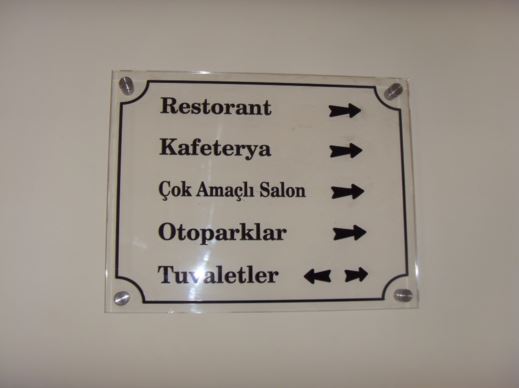 Restorant
Kafeterya
Çok Amaçlı Salon
Otoparklar
Tuvaletler